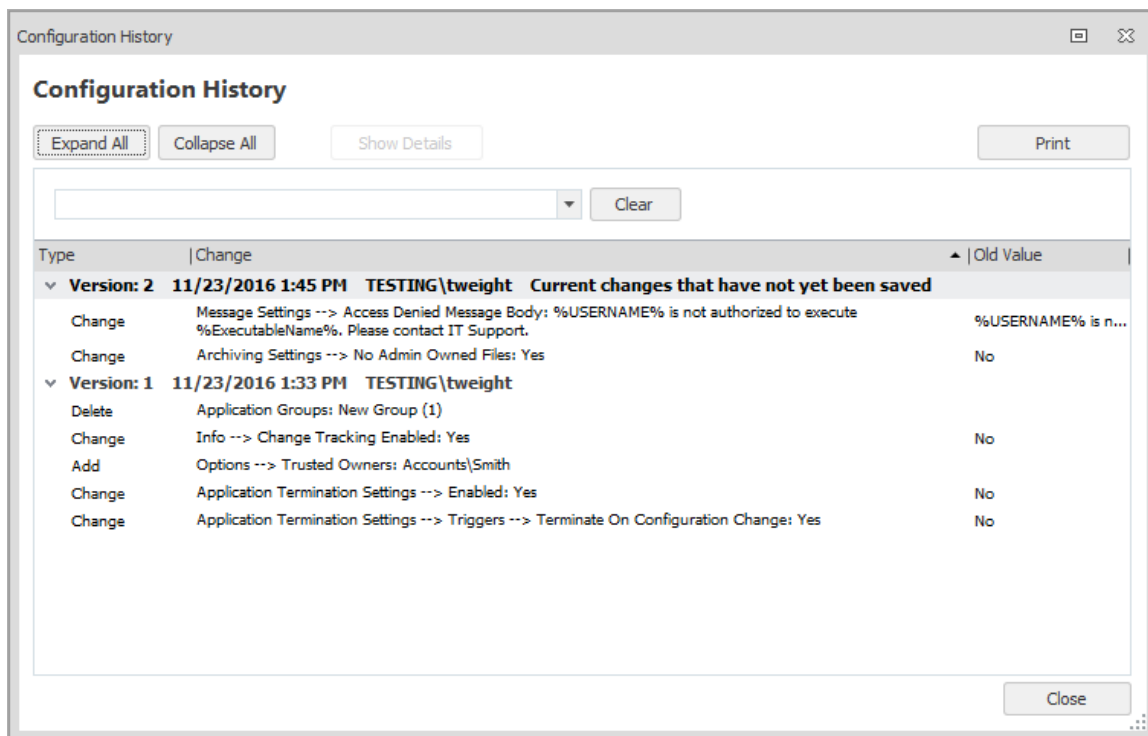 Configuration History
Configuration History
Expand All Collapse All Show Details Print
Clear
Type |Change |Old Value |
Version: 2 11/23/2016 1:45 PM TESTING\tweight Current changes that have not yet been saved
Change Message Settings --> Access Denied Message Body: %USERNAME% is not authorized to execute %USERNAME% is n...
%ExecutableName%. Please contact IT Support.
Change Archiving Settings --> No Admin Owned Files: Yes No
Version: 1 11/23/2016 1:33 PM TESTING\tweight
Delete Application Groups: New Group (1)
Change Info --> Change Tracking Enabled: Yes No
Add Options --> Trusted Owners: Accounts\Smith
Change Application Termination Settings --> Enabled: Yes No
Change Application Termination Settings --> Triggers --> Terminate On Configuration Change: Yes No
Close